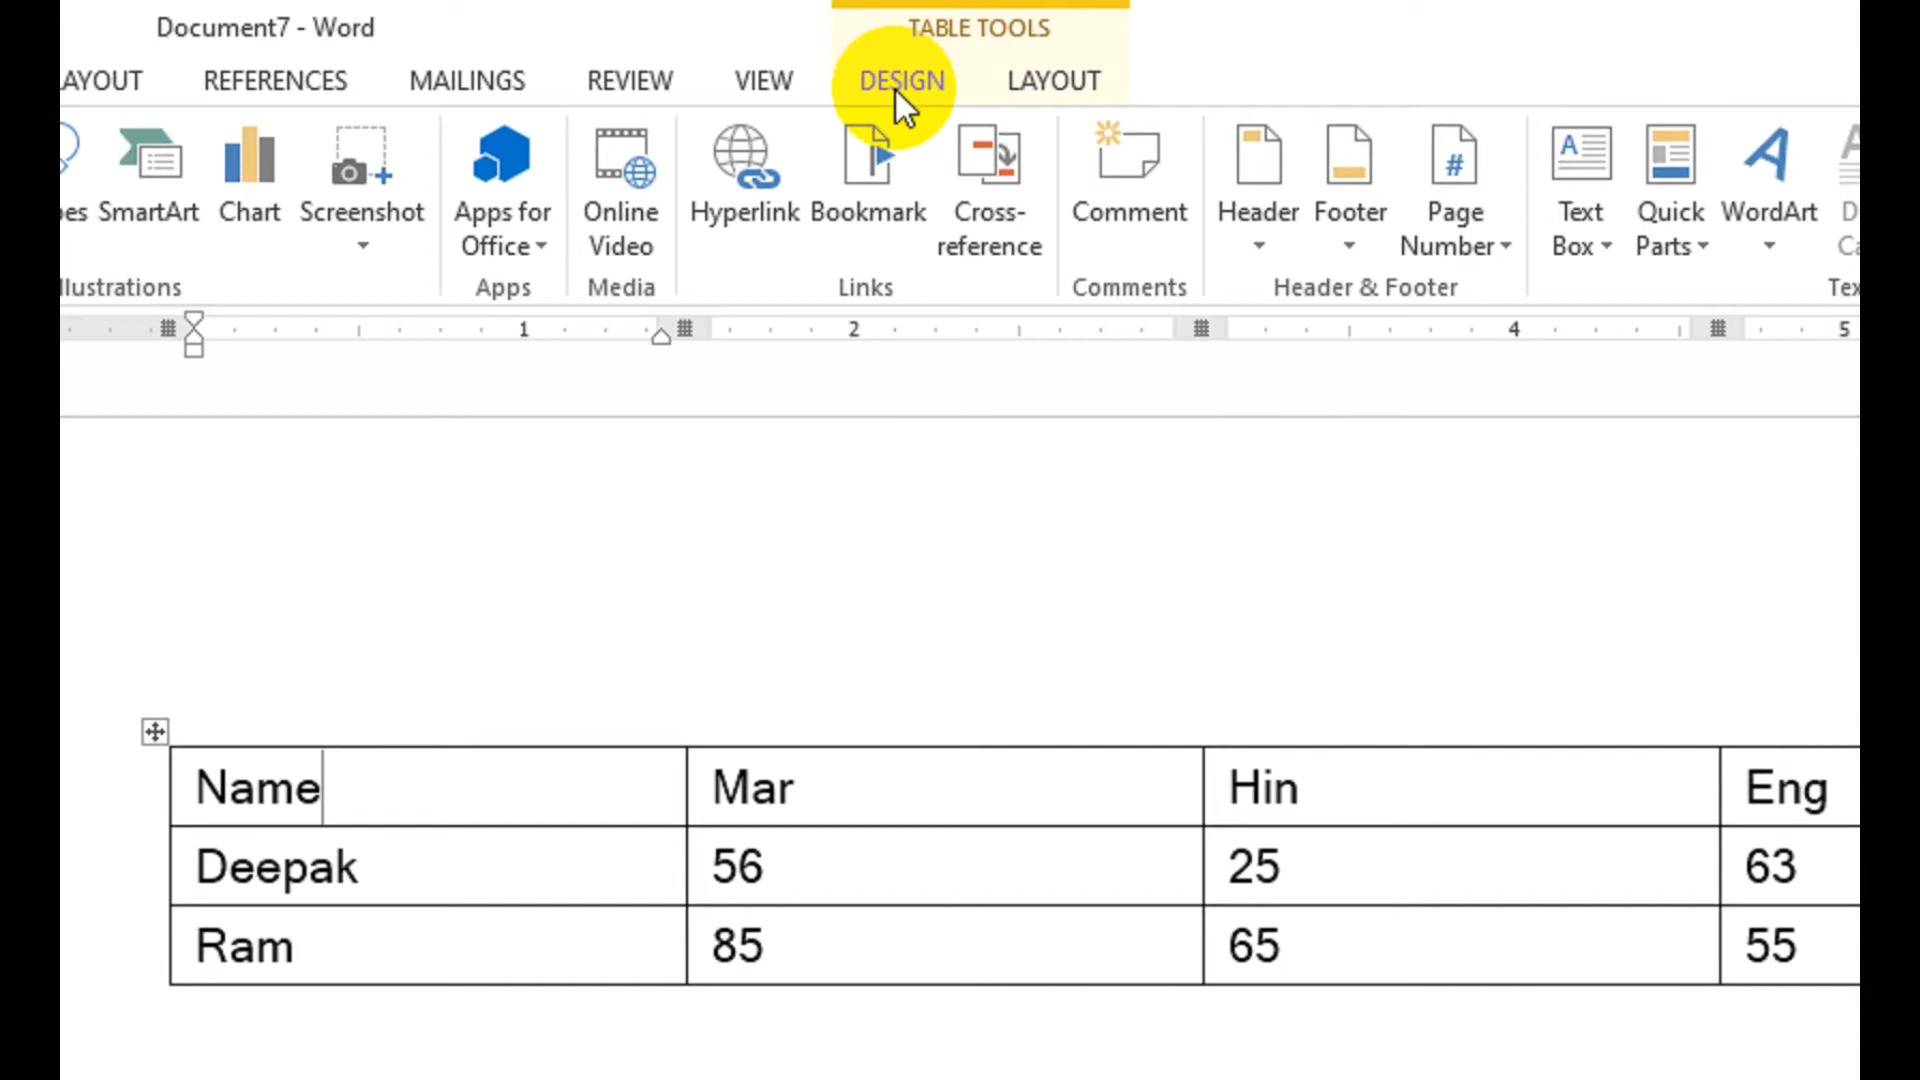 Document7 - Word
TABLE TOOLS
AYOUT REFERENCES MAILINGS REVIEW VIEW DESIGN LAYOUT
es SmartArt Chart Screenshot Apps for Office Online Video Hyperlink Bookmark Cross-reference Comment Header Footer Page Number Text Box Quick Parts WordArt
llustrations Apps Media Links Comments Header & Footer Tex
1 2 4 5
Name Mar Hin Eng
Deepak 56 25 63
Ram 85 65 55